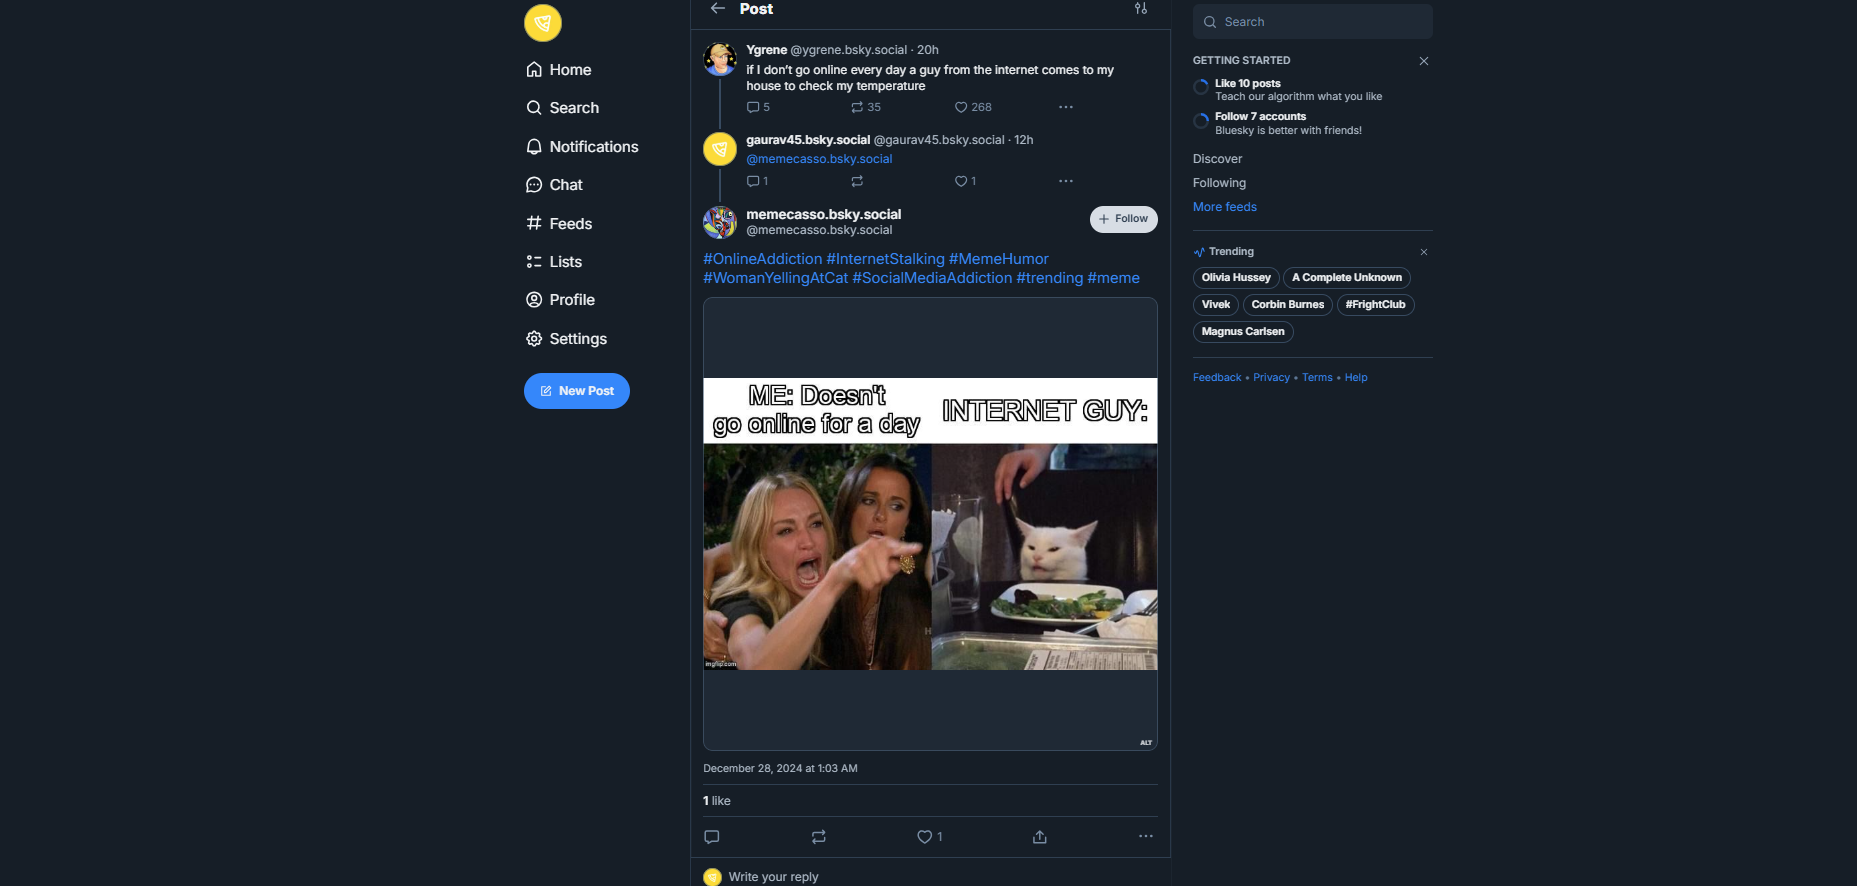 Home
Search
Notifications
Chat
Feeds
Lists
Profile
Settings
New Post
Post
Ygrene @ygrene.bsky.social · 20h
if I don't go online every day a guy from the internet comes to my
house to check my temperature
5 35 268
gaurav45.bsky.social @gaurav45.bsky.social · 12h
@memecasso.bsky.social
1 1
memecasso.bsky.social
@memecasso.bsky.social
+ Follow
#OnlineAddiction #InternetStalking #MemeHumor
#WomanYellingAtCat #SocialMediaAddiction #trending #meme
ME: Doesn't
go online for a day
INTERNET GUY:
imgflip.com
ALT
December 28, 2024 at 1:03 AM
1 like
1
Write your reply
Search
GETTING STARTED
Like 10 posts
Teach our algorithm what you like
Follow 7 accounts
Bluesky is better with friends!
Discover
Following
More feeds
Trending
Olivia Hussey A Complete Unknown
Vivek Corbin Burnes #FrightClub
Magnus Carlsen
Feedback • Privacy • Terms • Help